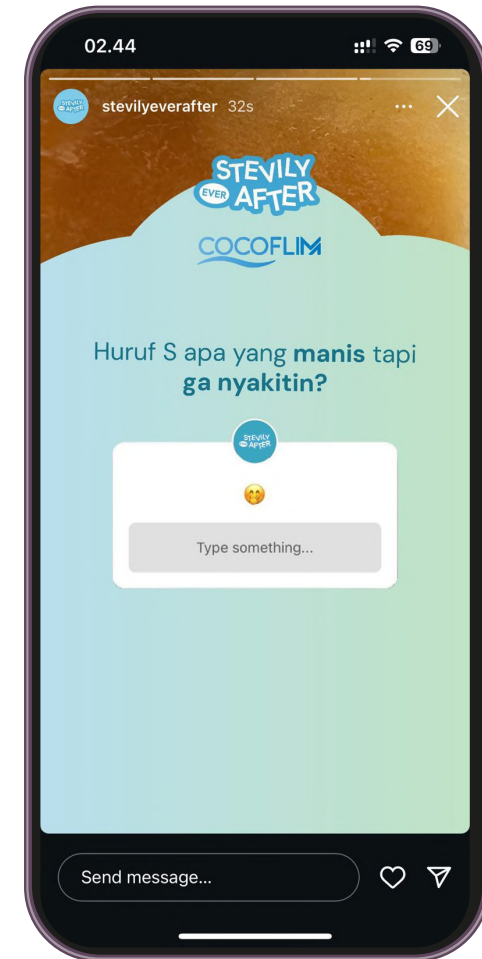 02.44
69
STEVILY
EVER AFTER
stevilyeverafter 32s
STEVILY
EVER AFTER
COCOFLIM
Huruf S apa yang manis tapi
ga nyakitin?
STEVILY
EVER AFTER
Type something...
Send message...